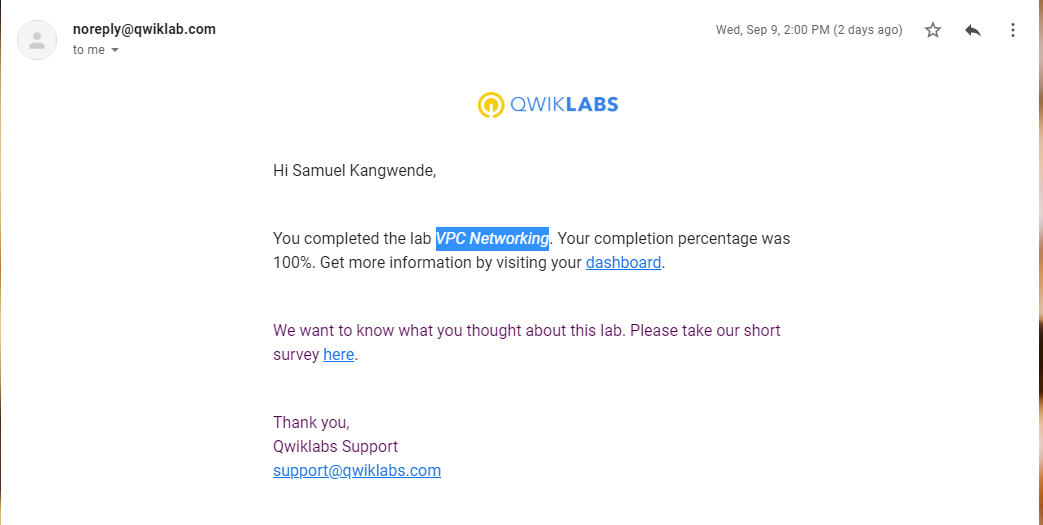 noreply@qwiklab.com
Wed, Sep 9, 2:00 PM (2 days ago)
to me
QWIKLABS
Hi Samuel Kangwende,
You completed the lab VPC Networking. Your completion percentage was
100%. Get more information by visiting your dashboard.
We want to know what you thought about this lab. Please take our short
survey here.
Thank you,
Qwiklabs Support
support@qwiklabs.com